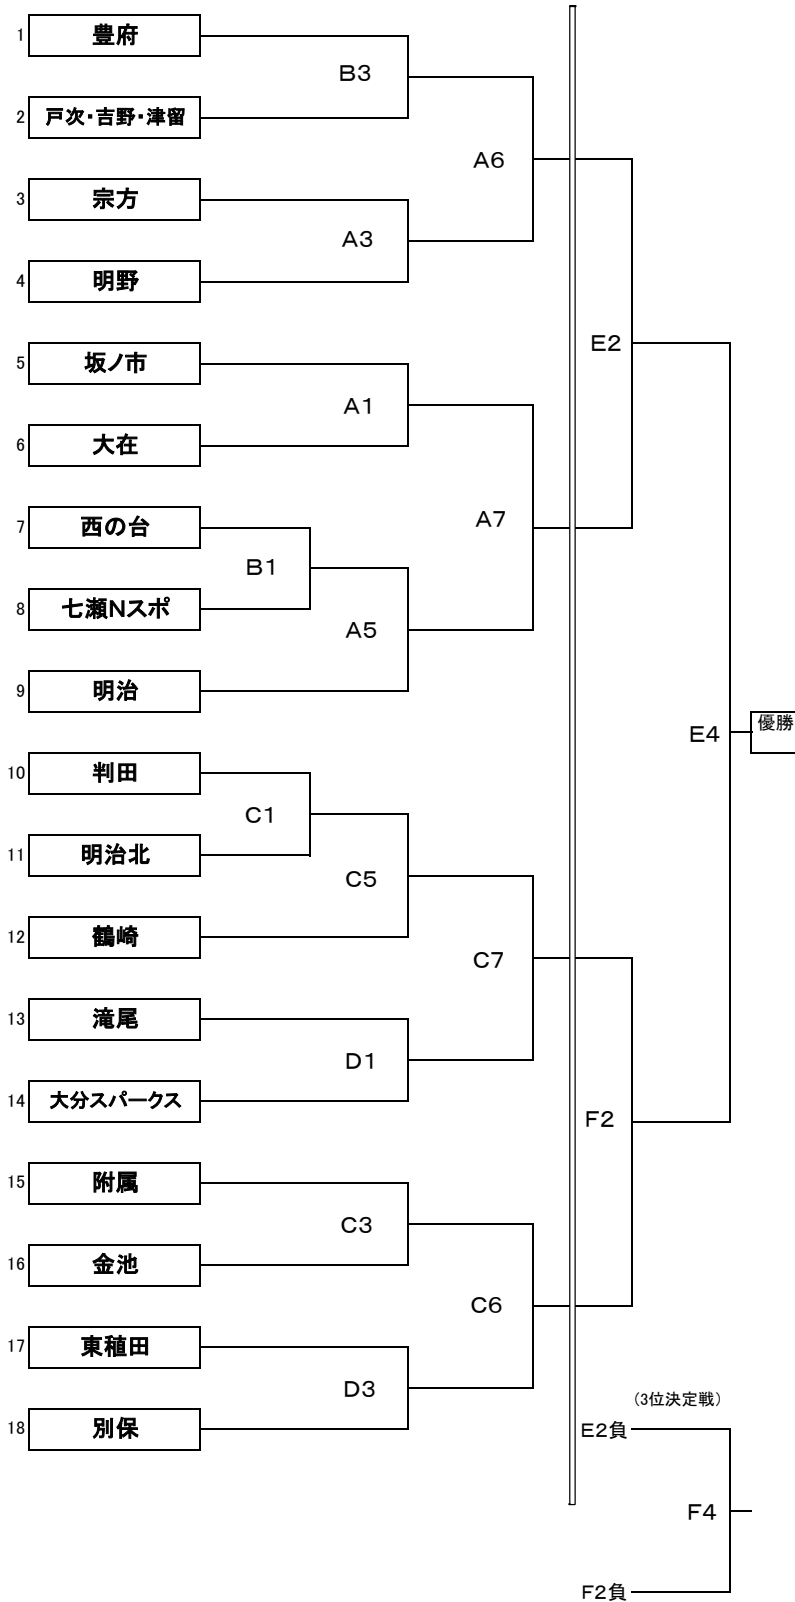 1 豊府
B3
2 戸次・吉野・津留
A6
3 宗方
A3
4 明野
E2
5 坂ノ市
A1
6 大在
A7
7 西の台
B1
8 七瀬Nスポ
A5
9 明治
優勝
E4
10 判田
C1
11 明治北
C5
12 鶴崎
C7
13 滝尾
D1
14 大分スパークス
F2
15 附属
C3
16 金池
C6
17 東稙田
D3
(3位決定戦)
18 別保
E2負
F4
F2負